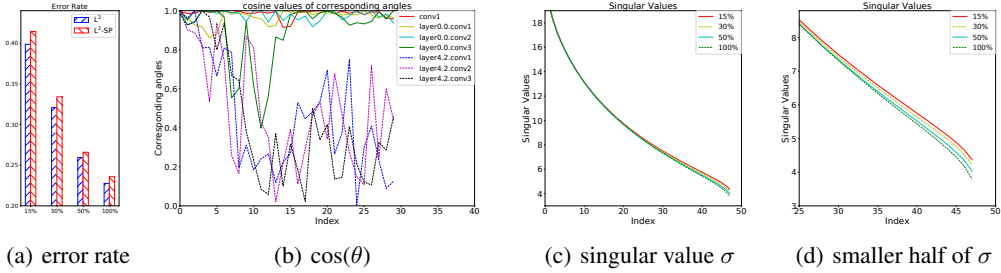 Error Rate
L²
L²-SP
0.40
0.35
0.30
0.25
0.20
15% 30% 50% 100%
(a) error rate
cosine values of corresponding angles
Corresponding angles
1.0
0.8
0.6
0.4
0.2
0.0
conv1
layer0.0.conv1
layer0.0.conv2
layer0.0.conv3
layer4.2.conv1
layer4.2.conv2
layer4.2.conv3
0 5 10 15 20 25 30 35 40
Index
(b) cos(θ)
Singular Values
Singular Values
18
16
14
12
10
8
6
4
15%
30%
50%
100%
10 20 30 40 50
Index
(c) singular value σ
Singular Values
Singular Values
8
7
6
5
4
3
15%
30%
50%
100%
25 30 35 40 45 50
Index
(d) smaller half of σ